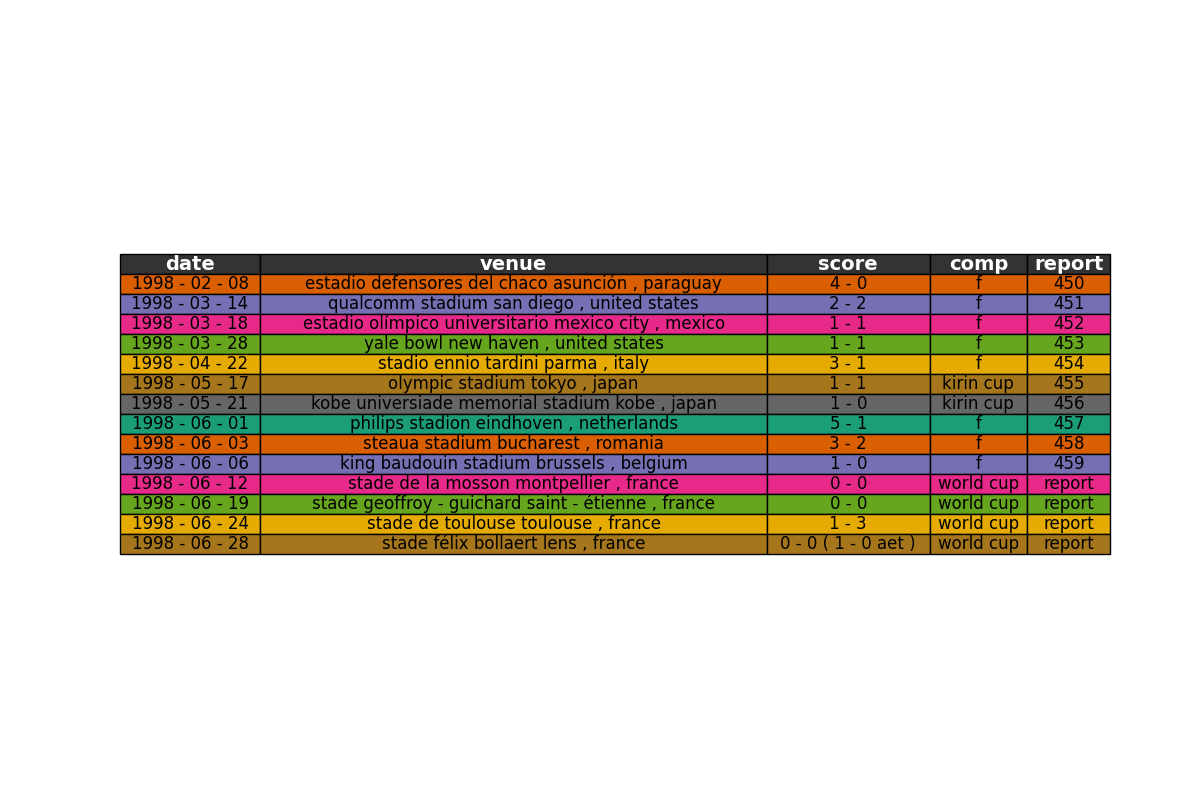 date venue score comp report
1998 - 02 - 08 estadio defensores del chaco asunción , paraguay 4 - 0 f 450
1998 - 03 - 14 qualcomm stadium san diego , united states 2 - 2 f 451
1998 - 03 - 18 estadio olímpico universitario mexico city , mexico 1 - 1 f 452
1998 - 03 - 28 yale bowl new haven , united states 1 - 1 f 453
1998 - 04 - 22 stadio ennio tardini parma , italy 3 - 1 f 454
1998 - 05 - 17 olympic stadium tokyo , japan 1 - 1 kirin cup 455
1998 - 05 - 21 kobe universiade memorial stadium kobe , japan 1 - 0 kirin cup 456
1998 - 06 - 01 philips stadion eindhoven , netherlands 5 - 1 f 457
1998 - 06 - 03 steaua stadium bucharest , romania 3 - 2 f 458
1998 - 06 - 06 king baudouin stadium brussels , belgium 1 - 0 f 459
1998 - 06 - 12 stade de la mosson montpellier , france 0 - 0 world cup report
1998 - 06 - 19 stade geoffroy - guichard saint - étienne , france 0 - 0 world cup report
1998 - 06 - 24 stade de toulouse toulouse , france 1 - 3 world cup report
1998 - 06 - 28 stade félix bollaert lens , france 0 - 0 ( 1 - 0 aet ) world cup report